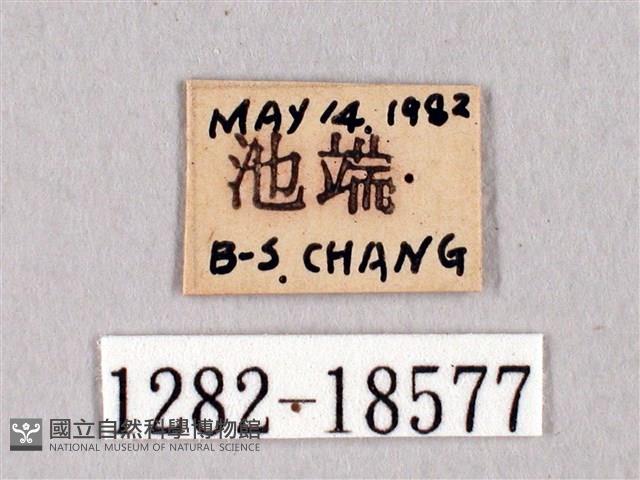 MAY 14. 1982
池端
B-S. CHANG
1282-18577
國立自然科學博物館
NATIONAL MUSEUM OF NATURAL SCIENCE